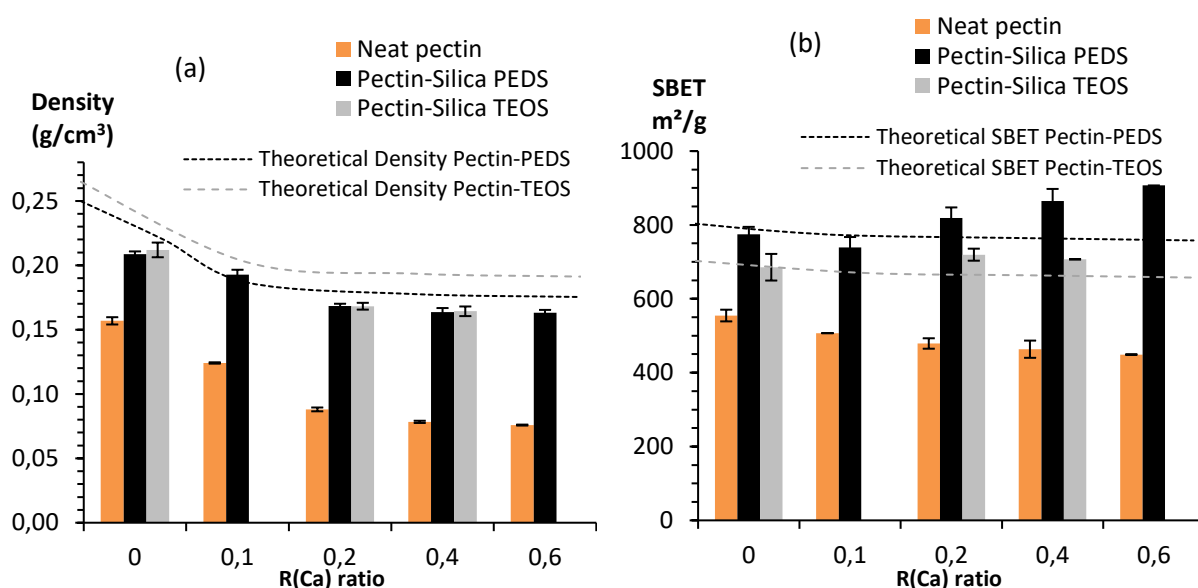 (a)
Neat pectin
Pectin-Silica PEDS
Pectin-Silica TEOS
Density
(g/cm³)
Theoretical Density Pectin-PEDS
Theoretical Density Pectin-TEOS
0,25
0,20
0,15
0,10
0,05
0,00
0 0,1 0,2 0,4 0,6
R(Ca) ratio
(b)
Neat pectin
Pectin-Silica PEDS
Pectin-Silica TEOS
SBET
m²/g
Theoretical SBET Pectin-PEDS
Theoretical SBET Pectin-TEOS
1000
800
600
400
200
0
0 0,1 0,2 0,4 0,6
R(Ca) ratio